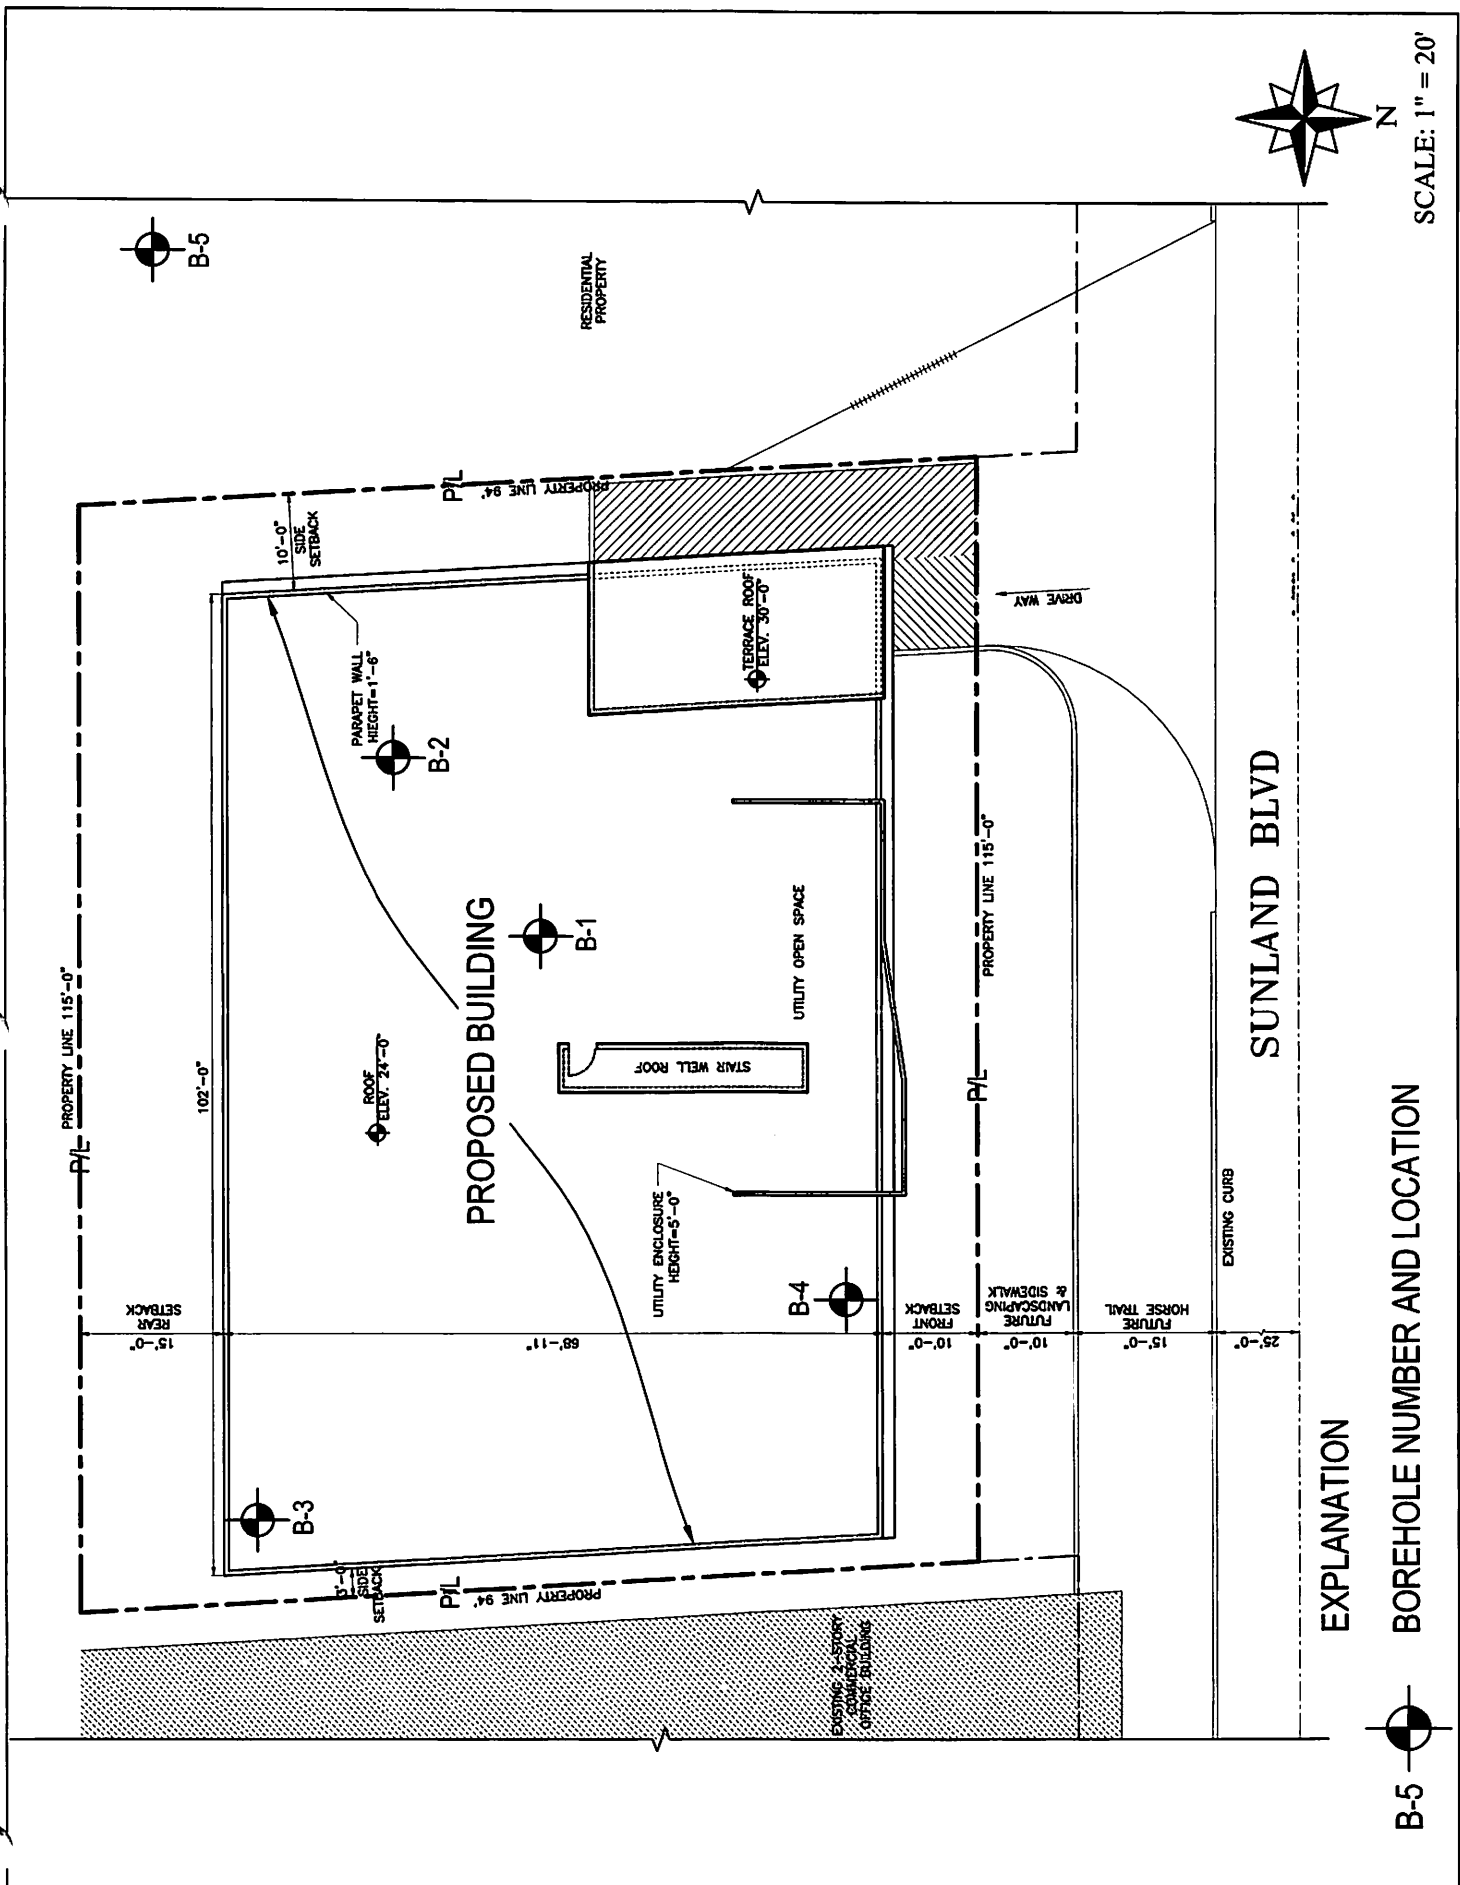 N
SCALE: 1" = 20'
B-5
RESIDENTIAL
PROPERTY
P/L
PROPERTY LINE 94'
10'-0"
SIDE
SETBACK
PARAPET WALL
HIEGHT=1'-6"
B-2
TERRACE ROOF
ELEV. 30'-0"
DRIVE WAY
PROPERTY LINE 115'-0"
P/L
102'-0"
ROOF
ELEV. 24'-0"
PROPOSED BUILDING
B-1
STAIR WELL ROOF
UTILITY OPEN SPACE
UTILITY ENCLOSURE
HEIGHT=5'-0"
B-4
PROPERTY LINE 115'-0"
P/L
SUNLAND BLVD
EXISTING CURB
15'-0"
REAR
SETBACK
68'-11"
10'-0"
FRONT
SETBACK
10'-0"
FUTURE
LANDSCAPING
& SIDEWALK
15'-0"
FUTURE
HORSE TRAIL
25'-0"
B-3
SIDE
SETBACK
P/L
PROPERTY LINE 94'
EXISTING 2-STORY
COMMERCIAL
OFFICE BUILDING
EXPLANATION
B-5
BOREHOLE NUMBER AND LOCATION